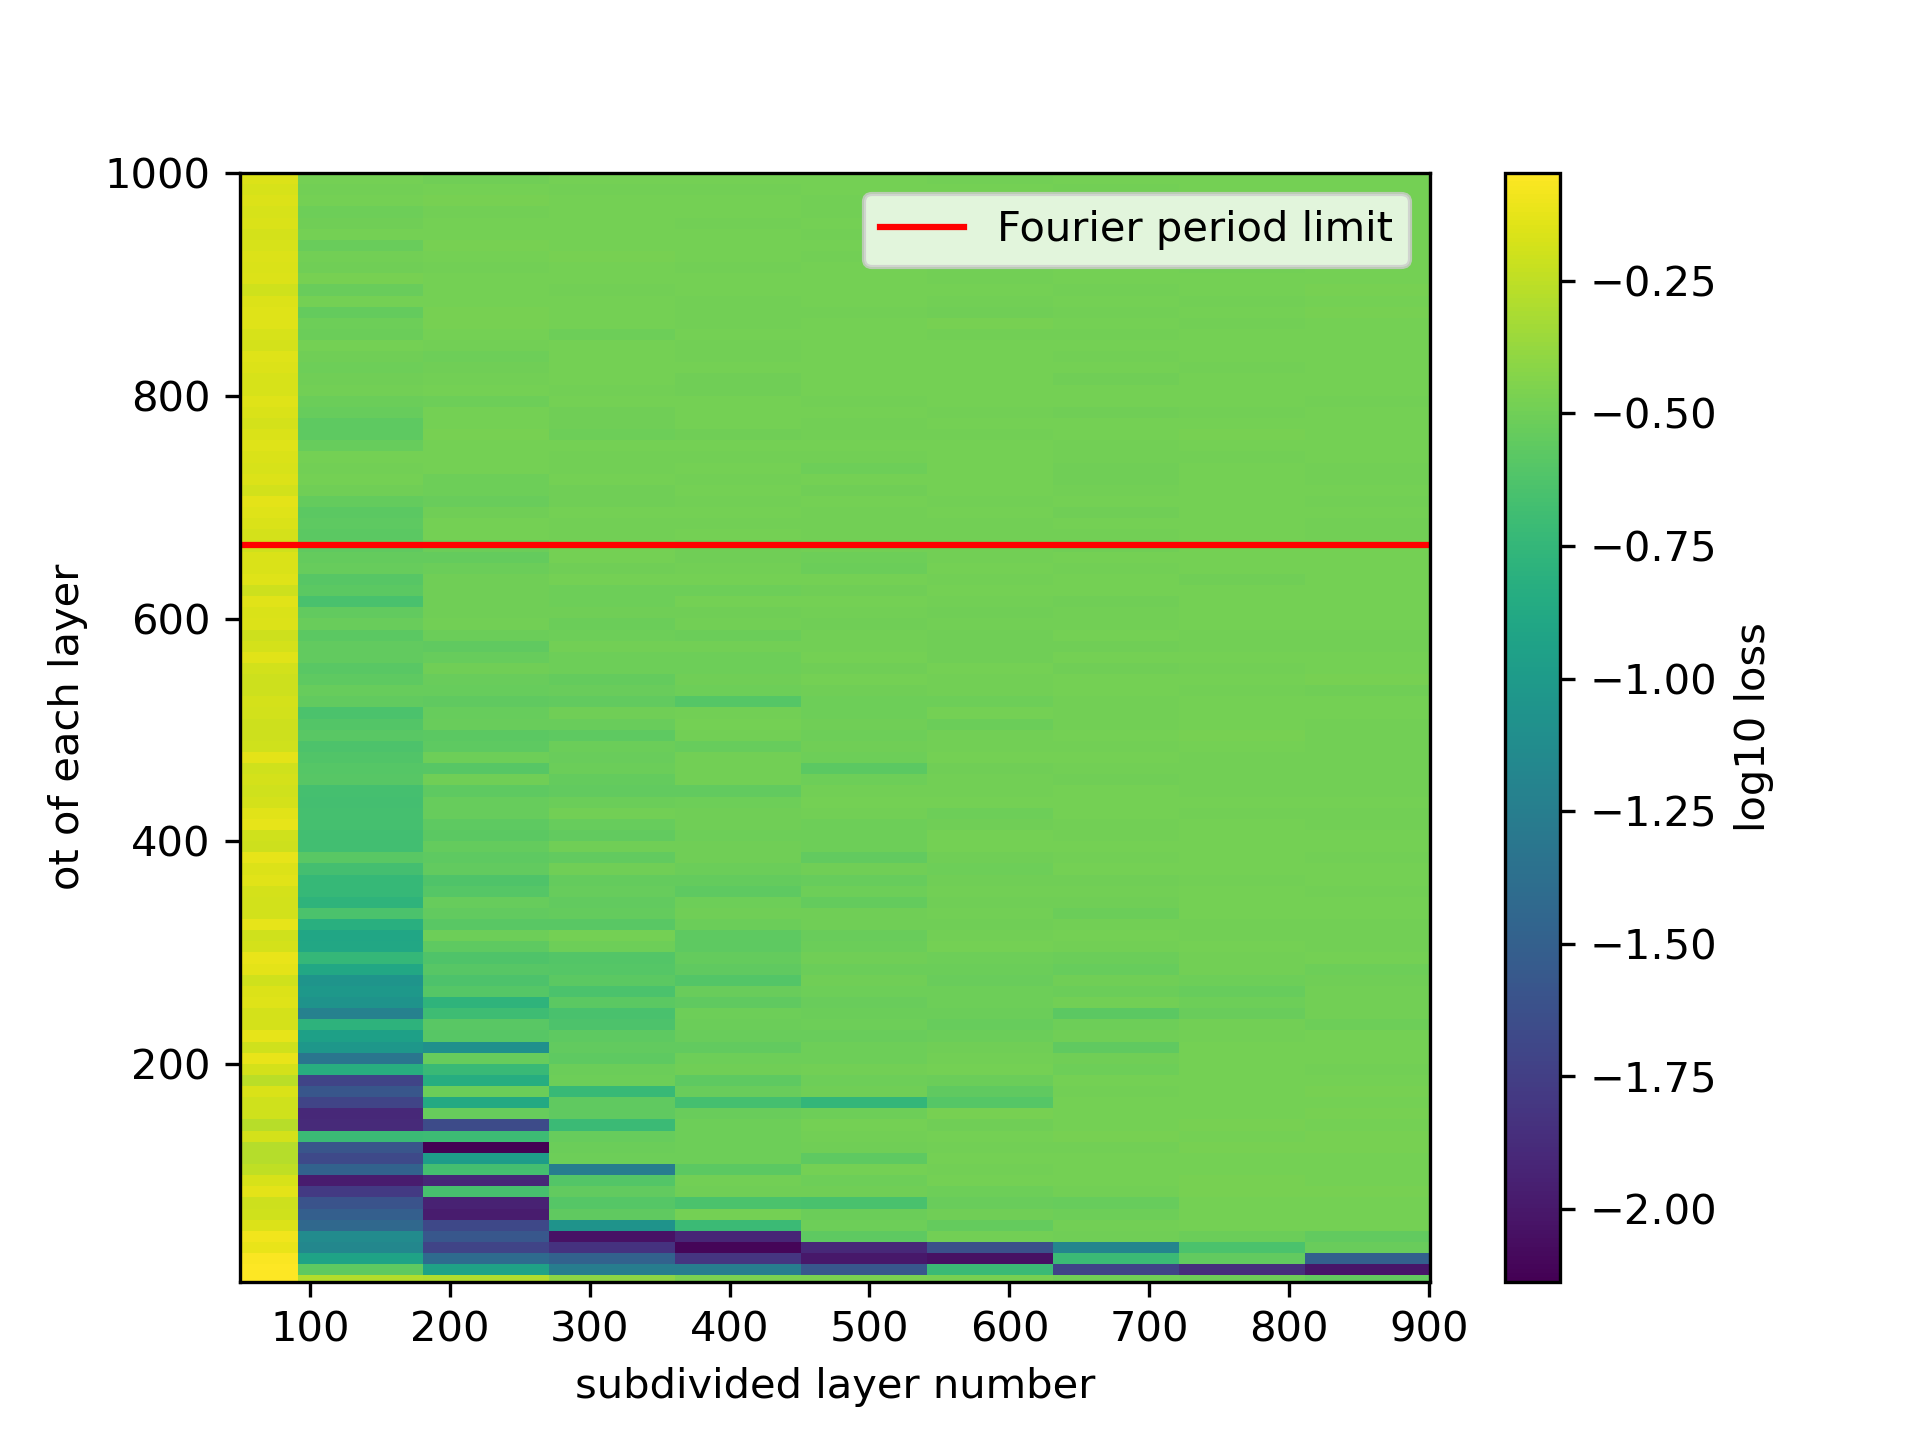 Fourier period limit
1000
800
600
400
200
ot of each layer
100 200 300 400 500 600 700 800 900
subdivided layer number
−0.25
−0.50
−0.75
−1.00
−1.25
−1.50
−1.75
−2.00
log10 loss